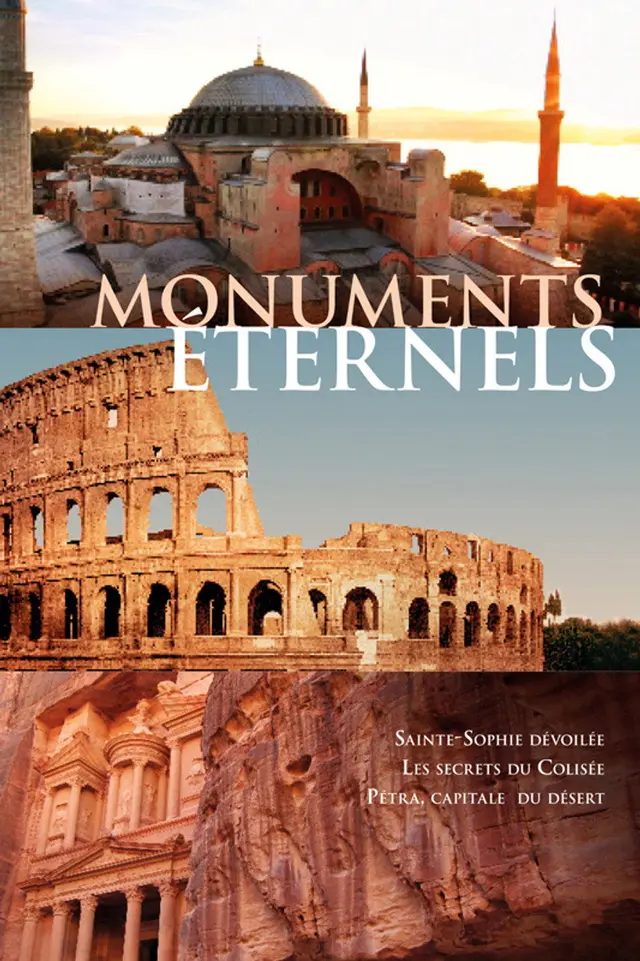 MONUMENTS
ÉTERNELS
SAINTE-SOPHIE DÉVOILÉE
LES SECRETS DU COLISÉE
PÉTRA, CAPITALE DU DÉSERT